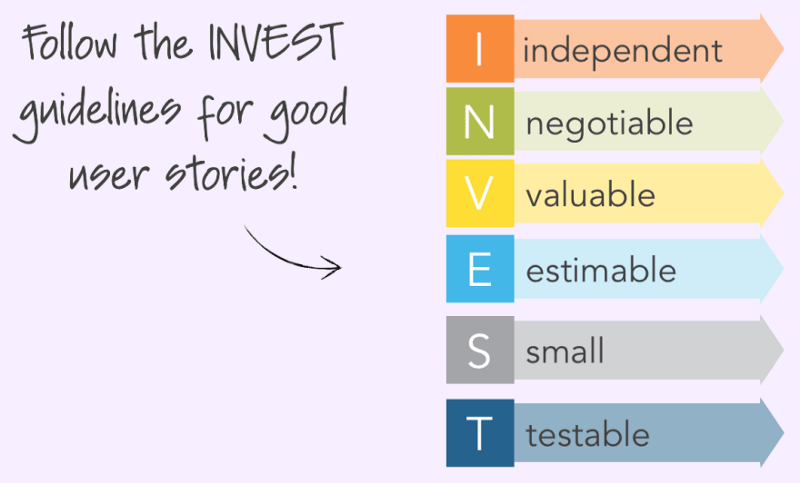 Follow the INVEST
guidelines for good
user stories!
I independent
N negotiable
V valuable
E estimable
S small
T testable